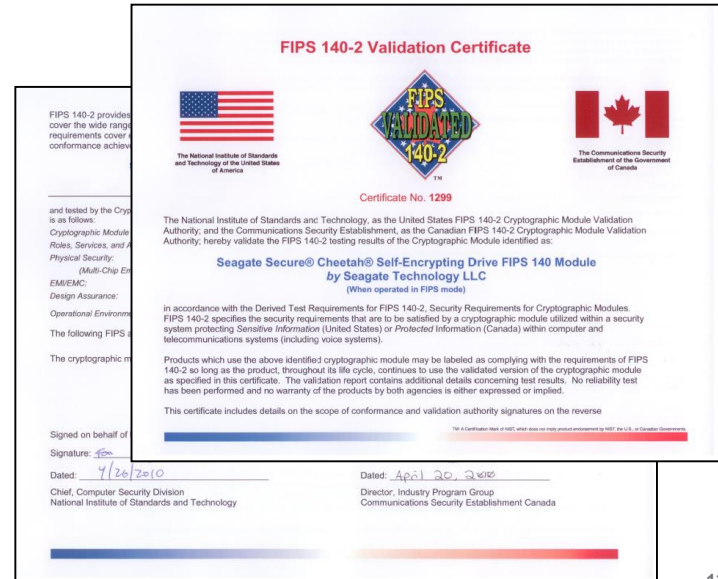 FIPS 140-2 Validation Certificate
FIPS
VALIDATED
140-2
TM
The National Institute of Standards
and Technology of the United States
of America
The Communications Security
Establishment of the Government
of Canada
Certificate No. 1299
The National Institute of Standards and Technology, as the United States FIPS 140-2 Cryptographic Module Validation
Authority; and the Communications Security Establishment, as the Canadian FIPS 140-2 Cryptographic Module Validation
Authority; hereby validate the FIPS 140-2 testing results of the Cryptographic Module identified as:
Seagate Secure® Cheetah® Self-Encrypting Drive FIPS 140 Module
by Seagate Technology LLC
(When operated in FIPS mode)
in accordance with the Derived Test Requirements for FIPS 140-2, Security Requirements for Cryptographic Modules.
FIPS 140-2 specifies the security requirements that are to be satisfied by a cryptographic module utilized within a security
system protecting Sensitive Information (United States) or Protected Information (Canada) within computer and
telecommunications systems (including voice systems).
Products which use the above identified cryptographic module may be labeled as complying with the requirements of FIPS
140-2 so long as the product, throughout its life cycle, continues to use the validated version of the cryptographic module
as specified in this certificate. The validation report contains additional details concerning test results. No reliability test
has been performed and no warranty of the products by both agencies is either expressed or implied.
This certificate includes details on the scope of conformance and validation authority signatures on the reverse
TM: A Certification Mark of NIST, which does not imply product endorsement by NIST, the U.S., or Canadian Governments
FIPS 140-2 provides
cover the wide range
requirements cover
conformance achiev
and tested by the Cryp
is as follows:
Cryptographic Module
Roles, Services, and A
Physical Security:
(Multi-Chip Em
EMI/EMC:
Design Assurance:
Operational Environme
The following FIPS a
The cryptographic m
Signed on behalf of
Signature:
Dated: 4/26/2010
Dated: April 20, 2010
Chief, Computer Security Division
National Institute of Standards and Technology
Director, Industry Program Group
Communications Security Establishment Canada